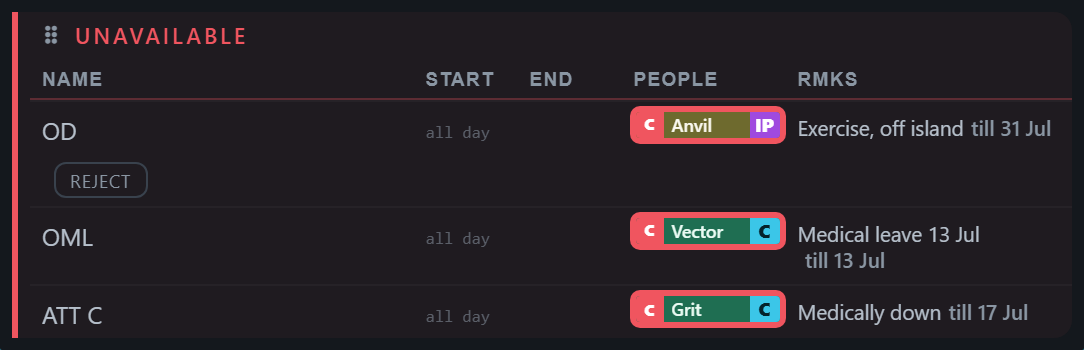 UNAVAILABLE
NAME START END PEOPLE RMKS
OD all day C Anvil IP Exercise, off island till 31 Jul
REJECT
OML all day C Vector C Medical leave 13 Jul
till 13 Jul
ATT C all day C Grit C Medically down till 17 Jul